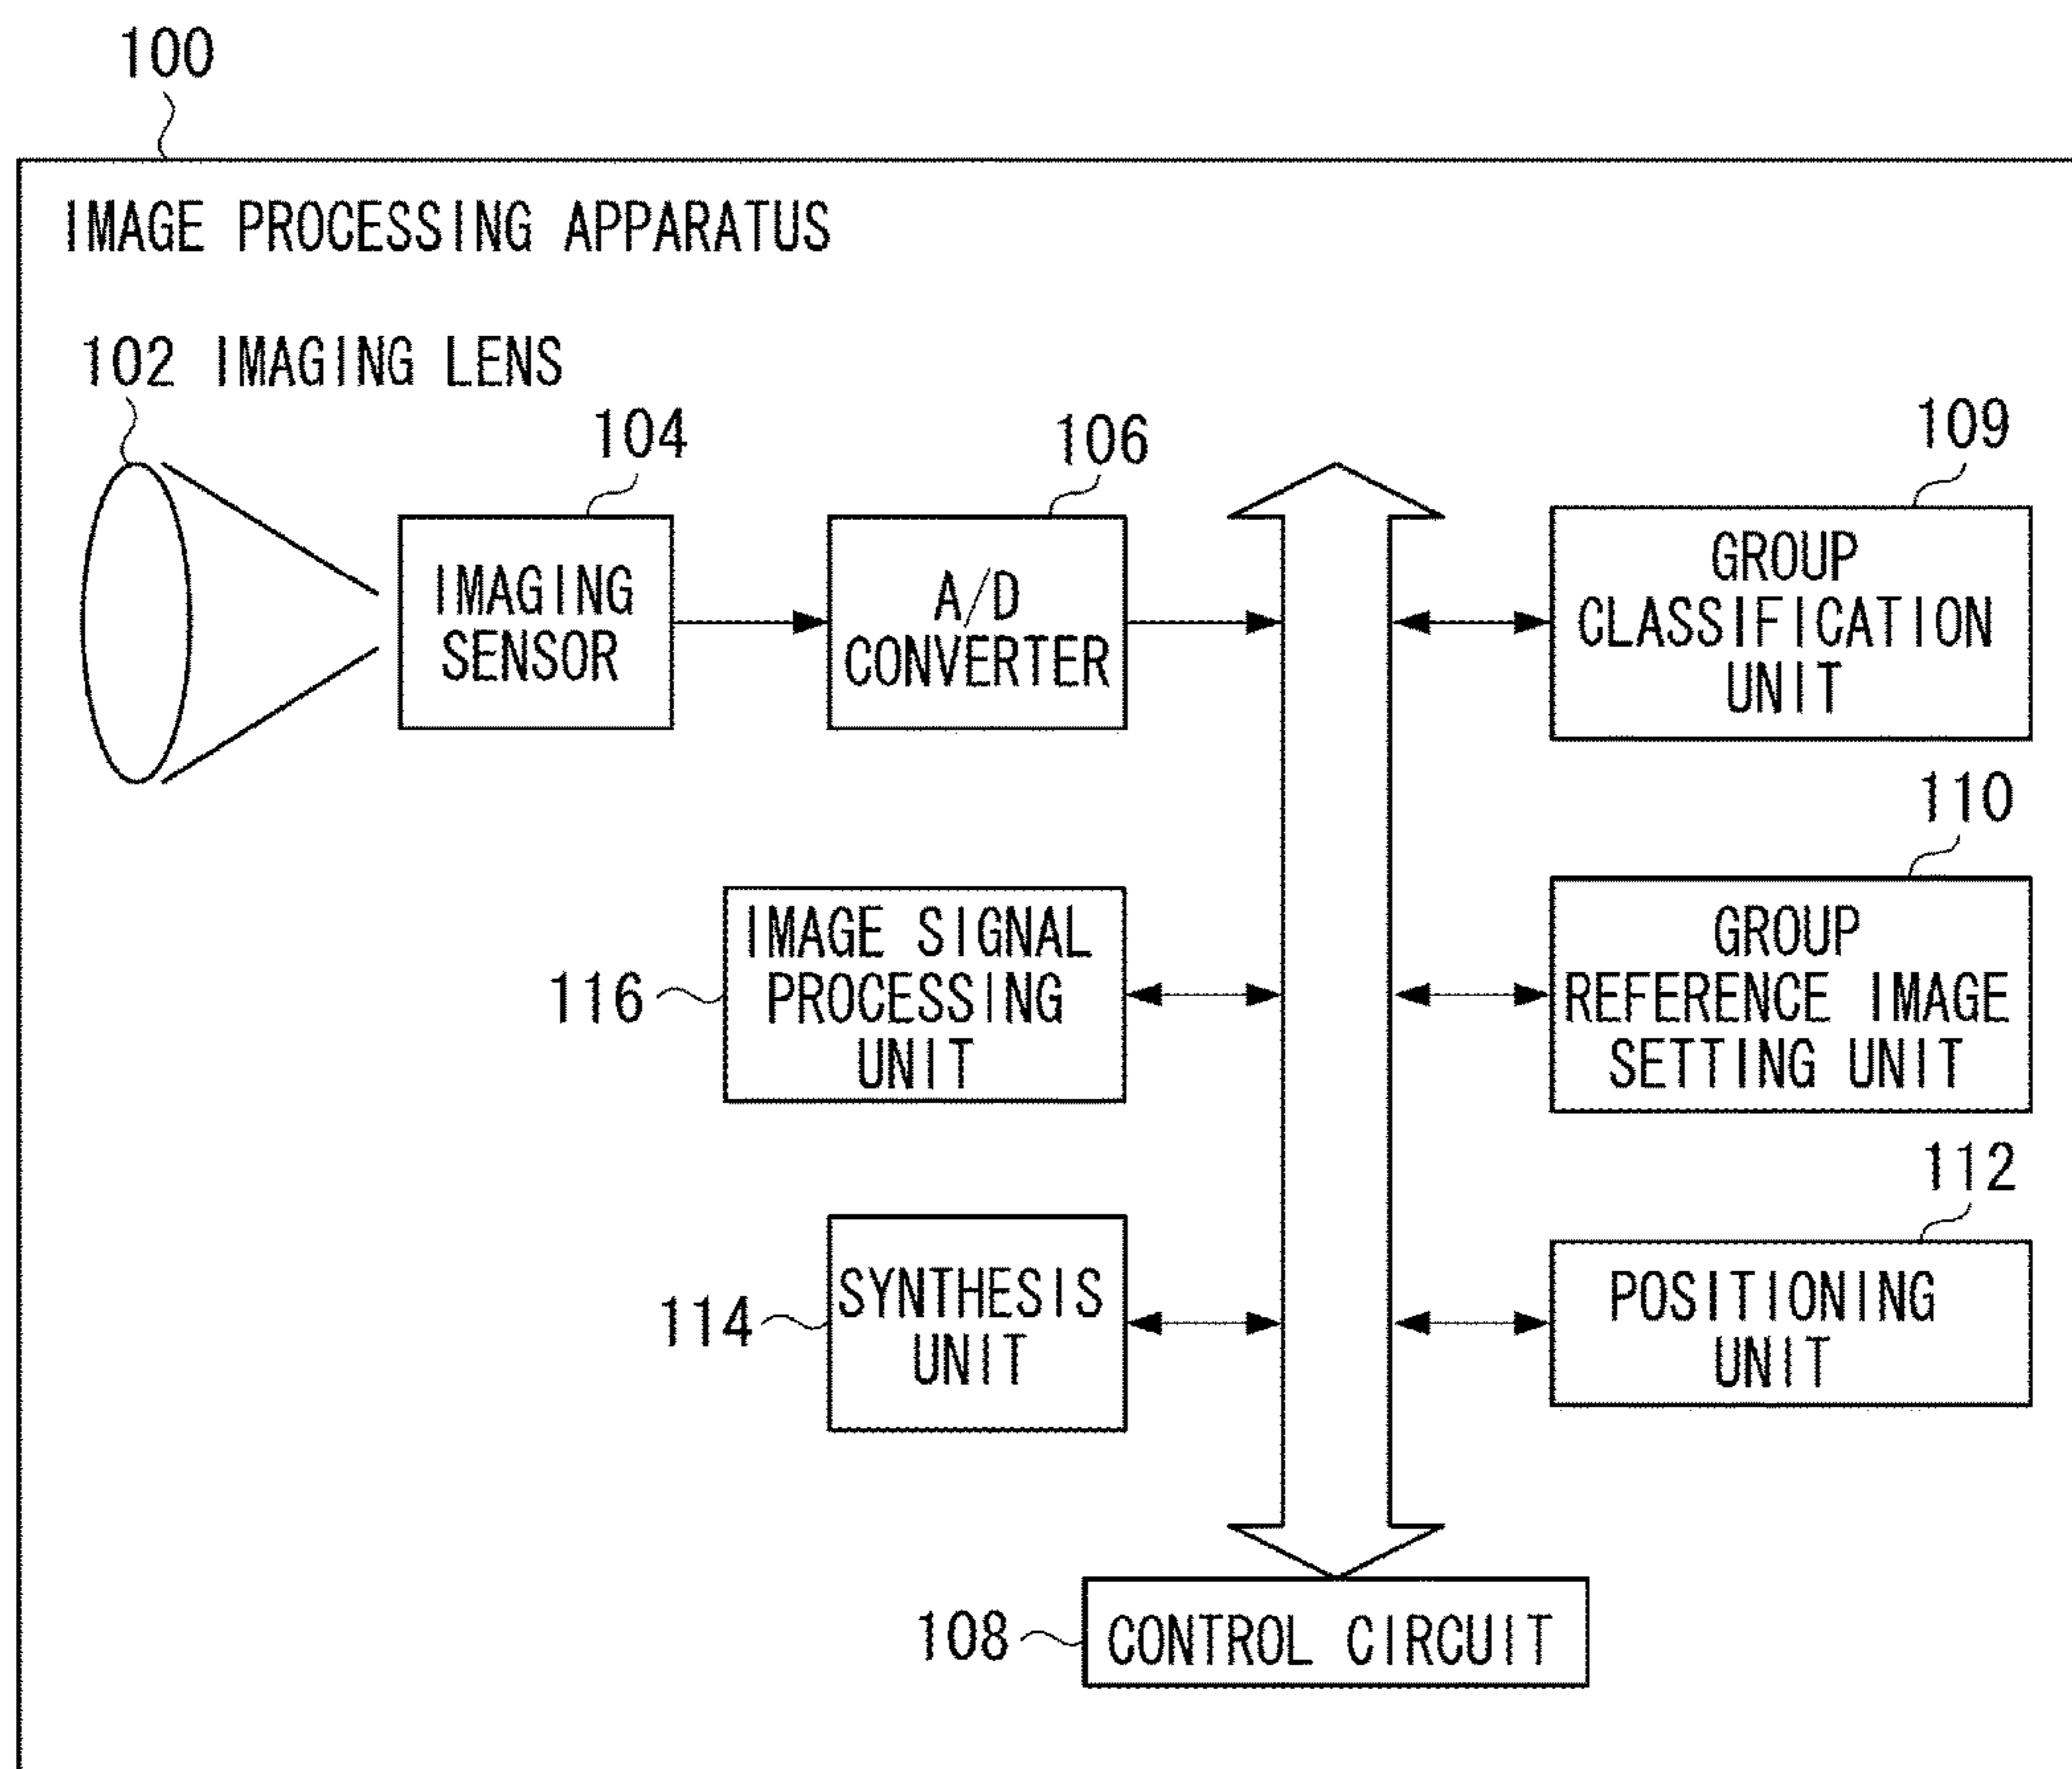 100
IMAGE PROCESSING APPARATUS
102 IMAGING LENS
104
IMAGING
SENSOR
106
A/D
CONVERTER
109
GROUP
CLASSIFICATION
UNIT
116
IMAGE SIGNAL
PROCESSING
UNIT
110
GROUP
REFERENCE IMAGE
SETTING UNIT
114
SYNTHESIS
UNIT
112
POSITIONING
UNIT
108
CONTROL CIRCUIT